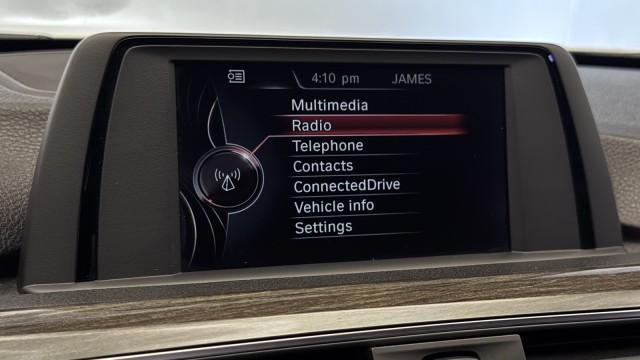 4:10 pm JAMES
Multimedia
Radio
Telephone
Contacts
ConnectedDrive
Vehicle info
Settings